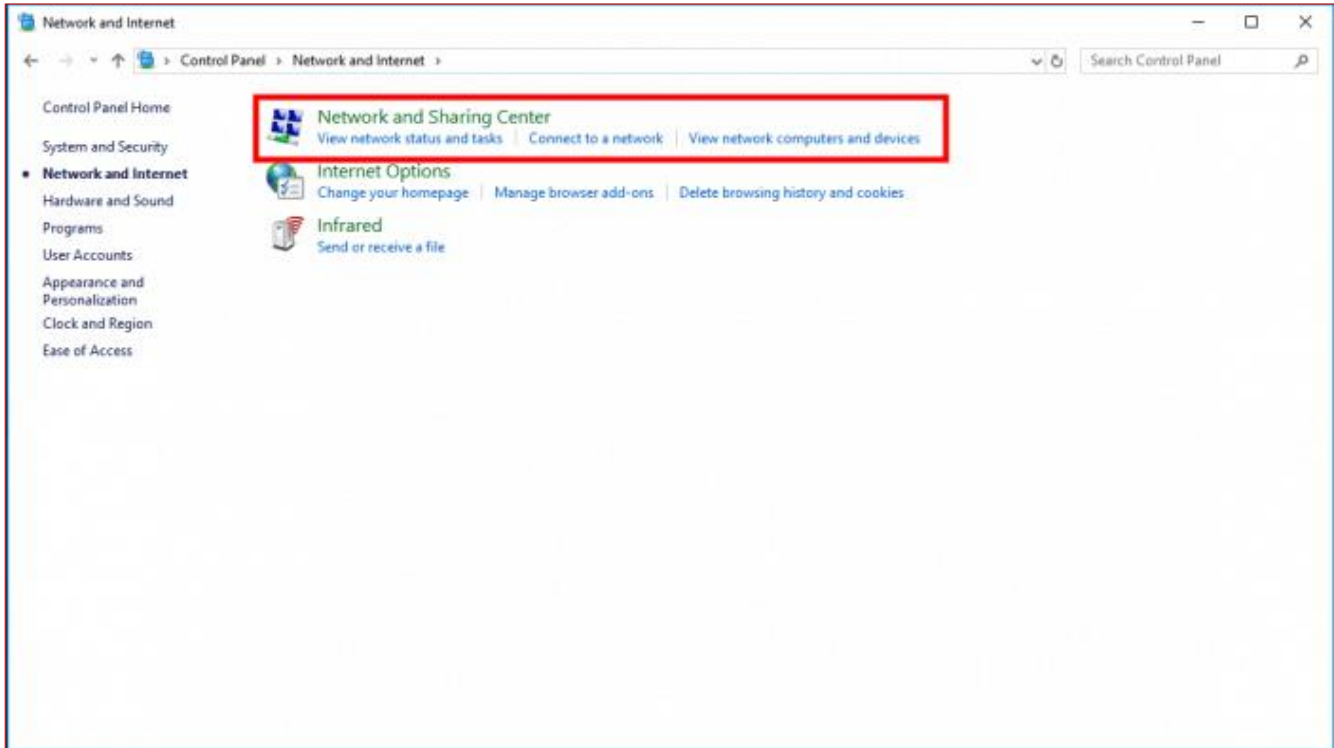 Network and Internet
Control Panel > Network and Internet >
Search Control Panel
Control Panel Home
System and Security
Network and Internet
Hardware and Sound
Programs
User Accounts
Appearance and
Personalization
Clock and Region
Ease of Access
Network and Sharing Center
View network status and tasks | Connect to a network | View network computers and devices
Internet Options
Change your homepage | Manage browser add-ons | Delete browsing history and cookies
Infrared
Send or receive a file